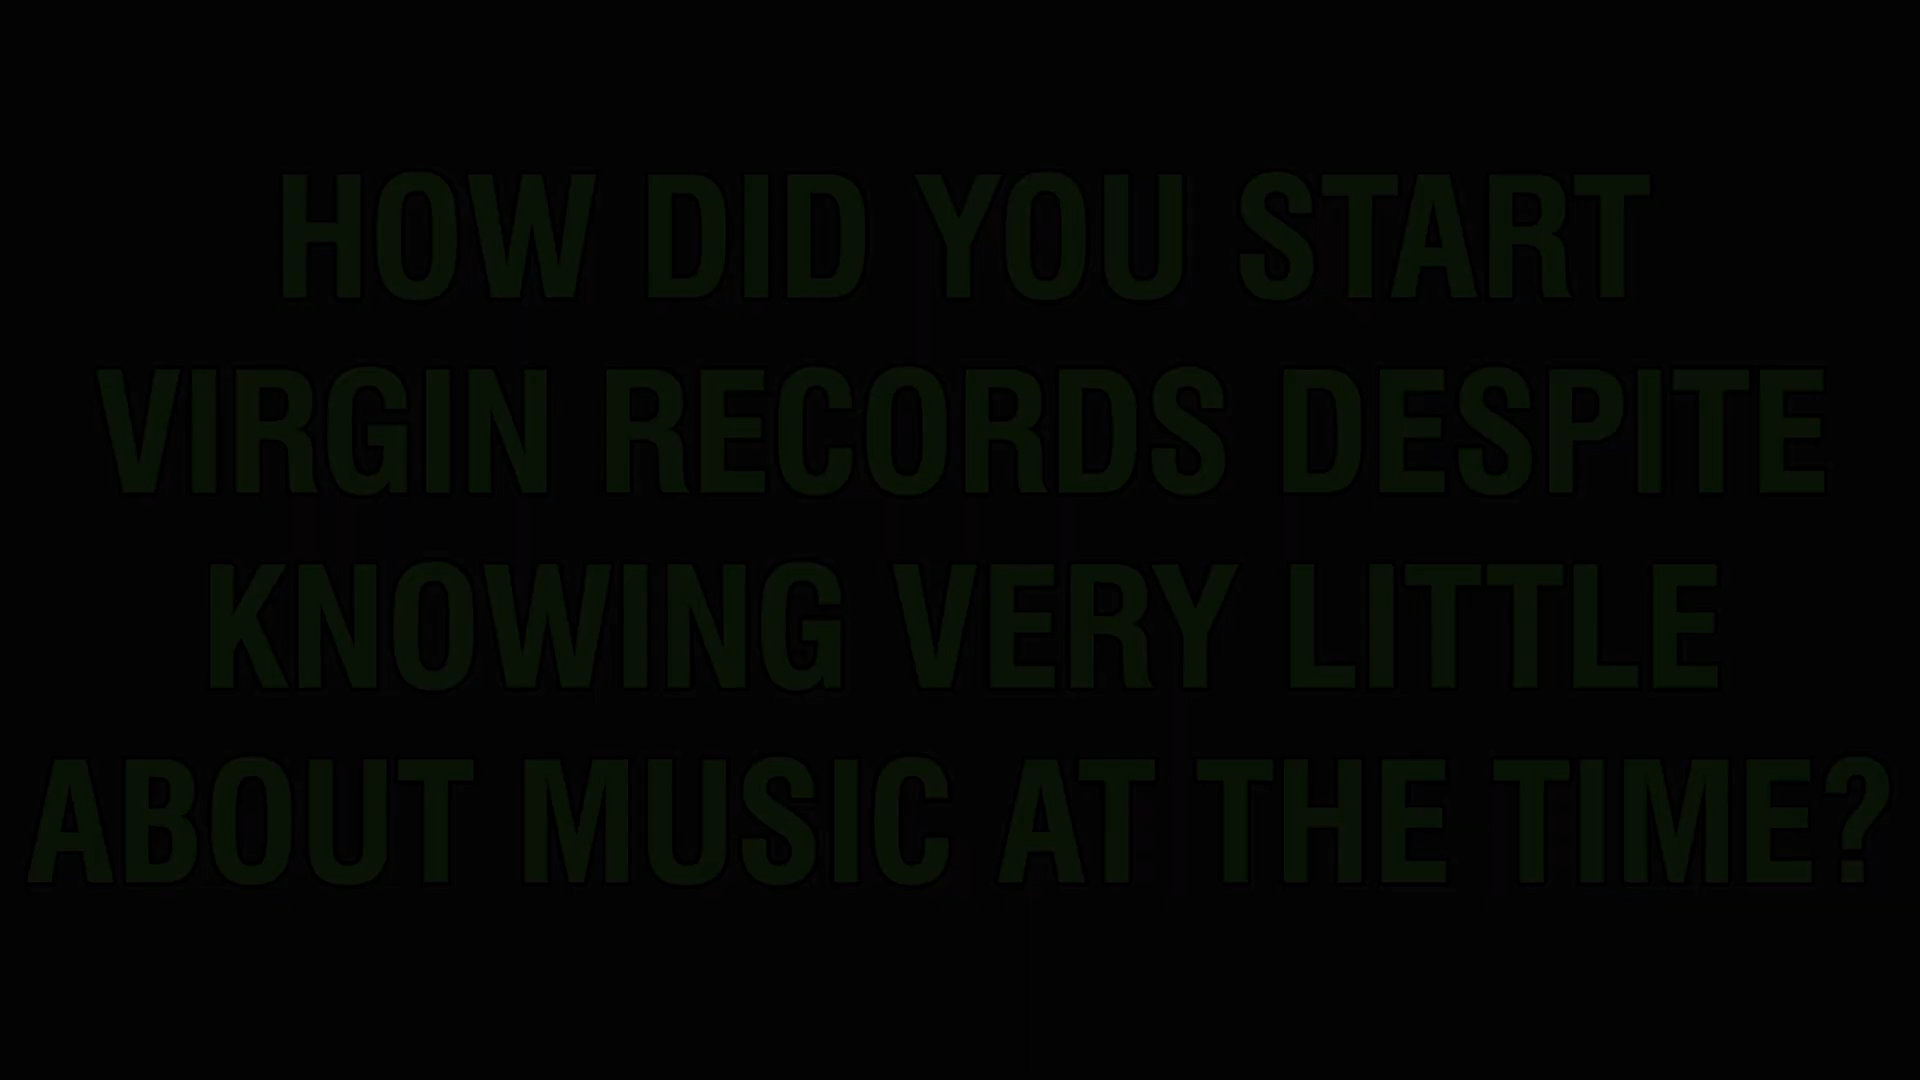 HOW DID YOU START
VIRGIN RECORDS DESPITE
KNOWING VERY LITTLE
ABOUT MUSIC AT THE TIME?